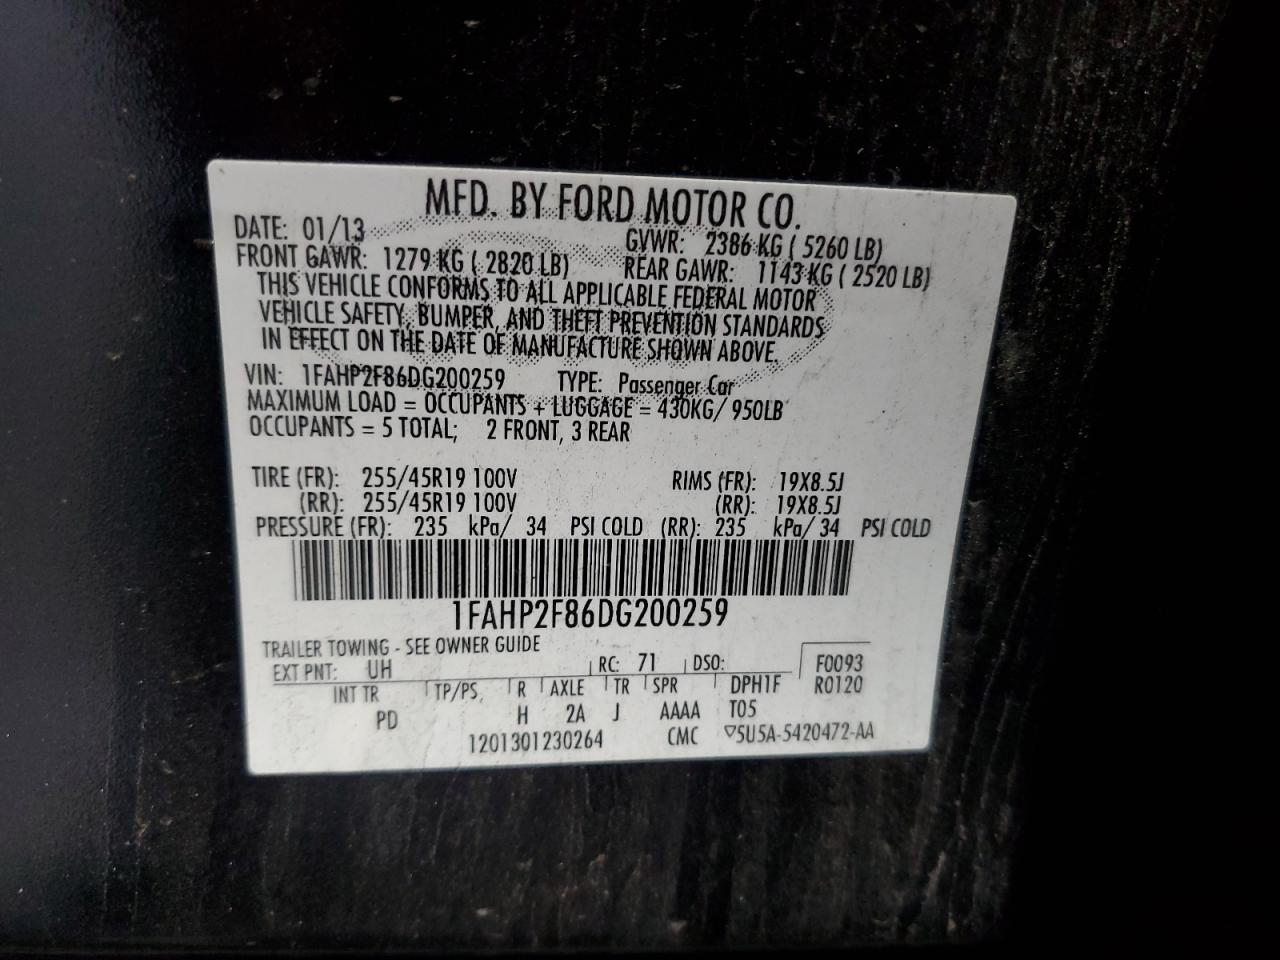 MFD. BY FORD MOTOR CO.
DATE: 01/13 GVWR: 2386 KG ( 5260 LB)
FRONT GAWR: 1279 KG ( 2820 LB) REAR GAWR: 1143 KG ( 2520 LB)
THIS VEHICLE CONFORMS TO ALL APPLICABLE FEDERAL MOTOR
VEHICLE SAFETY, BUMPER, AND THEFT PREVENTION STANDARDS
IN EFFECT ON THE DATE OF MANUFACTURE SHOWN ABOVE.
VIN: 1FAHP2F86DG200259 TYPE: Passenger Car
MAXIMUM LOAD = OCCUPANTS + LUGGAGE = 430KG/ 950LB
OCCUPANTS = 5 TOTAL; 2 FRONT, 3 REAR
TIRE (FR): 255/45R19 100V RIMS (FR): 19X8.5J
(RR): 255/45R19 100V (RR): 19X8.5J
PRESSURE (FR): 235 kPa/ 34 PSI COLD (RR): 235 kPa/ 34 PSI COLD
1FAHP2F86DG200259
TRAILER TOWING - SEE OWNER GUIDE
EXT PNT: UH RC: 71 DSO: F0093
INT TR TP/PS R AXLE TR SPR DPH1F R0120
PD H 2A J AAAA T05
1201301230264 CMC ▽5U5A-5420472-AA